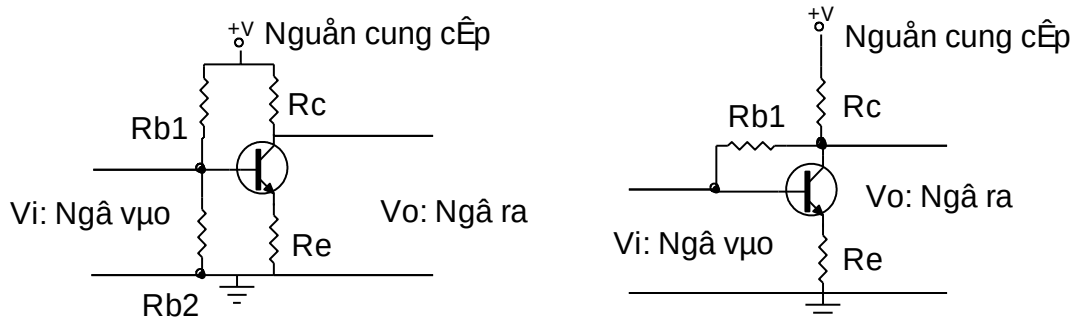 +V Nguån cung cÊp
Rc
Rb1
Vi: Ngâ vµo
Vo: Ngâ ra
Re
Rb2
+V
Nguån cung cÊp
Rc
Rb1
Vo: Ngâ ra
Vi: Ngâ vµo
Re